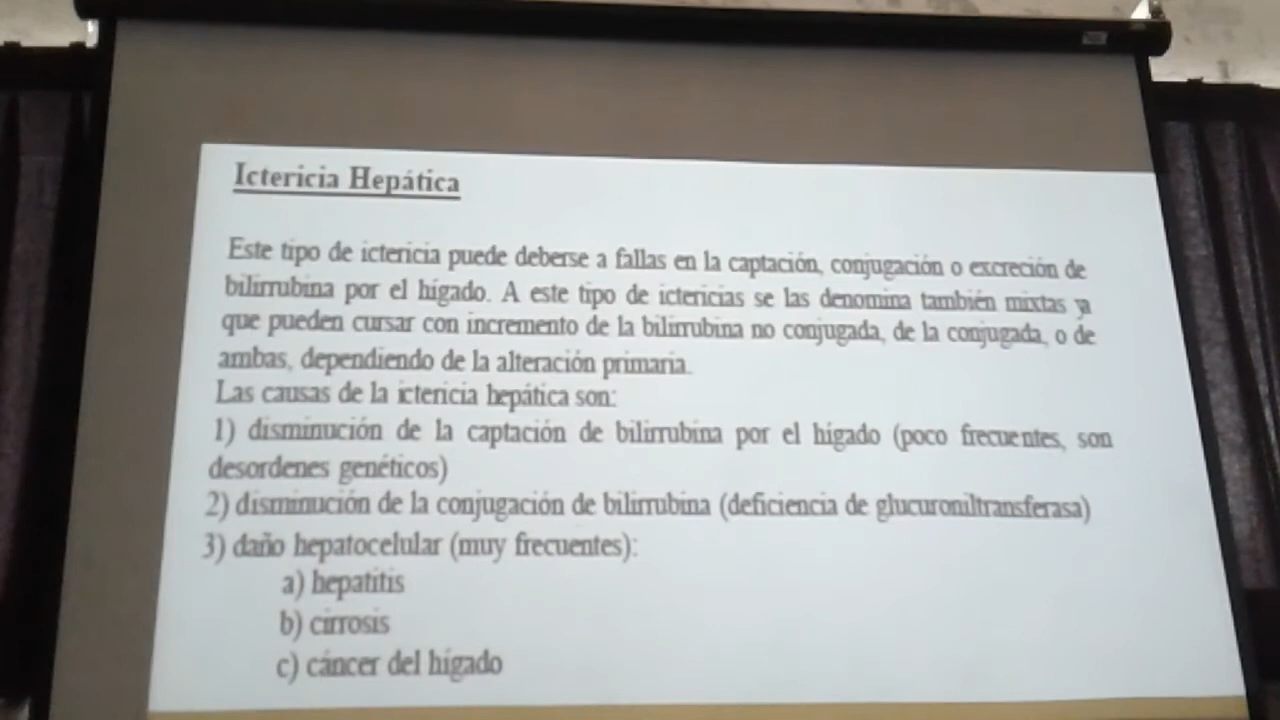 Ictericia Hepática
Este tipo de ictericia puede deberse a fallas en la captación, conjugación o excreción de
bilirrubina por el hígado. A este tipo de ictericias se las denomina también mixtas ya
que pueden cursar con incremento de la bilirrubina no conjugada, de la conjugada, o de
ambas, dependiendo de la alteración primaria.
Las causas de la ictericia hepática son:
1) disminución de la captación de bilirrubina por el hígado (poco frecuentes, son
desordenes genéticos)
2) disminución de la conjugación de bilirrubina (deficiencia de glucuroniltransferasa)
3) daño hepatocelular (muy frecuentes):
a) hepatitis
b) cirrosis
c) cáncer del hígado